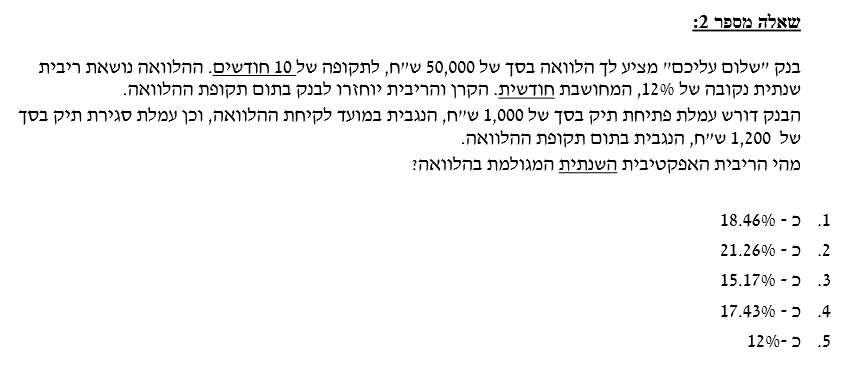 שאלה מספר 2:
בנק "שלום עליכם" מציע לך הלוואה בסך של 50,000 ש"ח, לתקופה של 10 חודשים. ההלוואה נושאת ריבית
שנתית נקובה של 12%, המחושבת חודשית. הקרן והריבית יוחזרו לבנק בתום תקופת ההלוואה.
הבנק דורש עמלת פתיחת תיק בסך של 1,000 ש"ח, הנגבית במועד לקיחת ההלוואה, וכן עמלת סגירת תיק בסך
של 1,200 ש"ח, הנגבית בתום תקופת ההלוואה.
מהי הריבית האפקטיבית השנתית המגולמת בהלוואה?
1. כ - 18.46%
2. כ - 21.26%
3. כ - 15.17%
4. כ - 17.43%
5. כ -12%